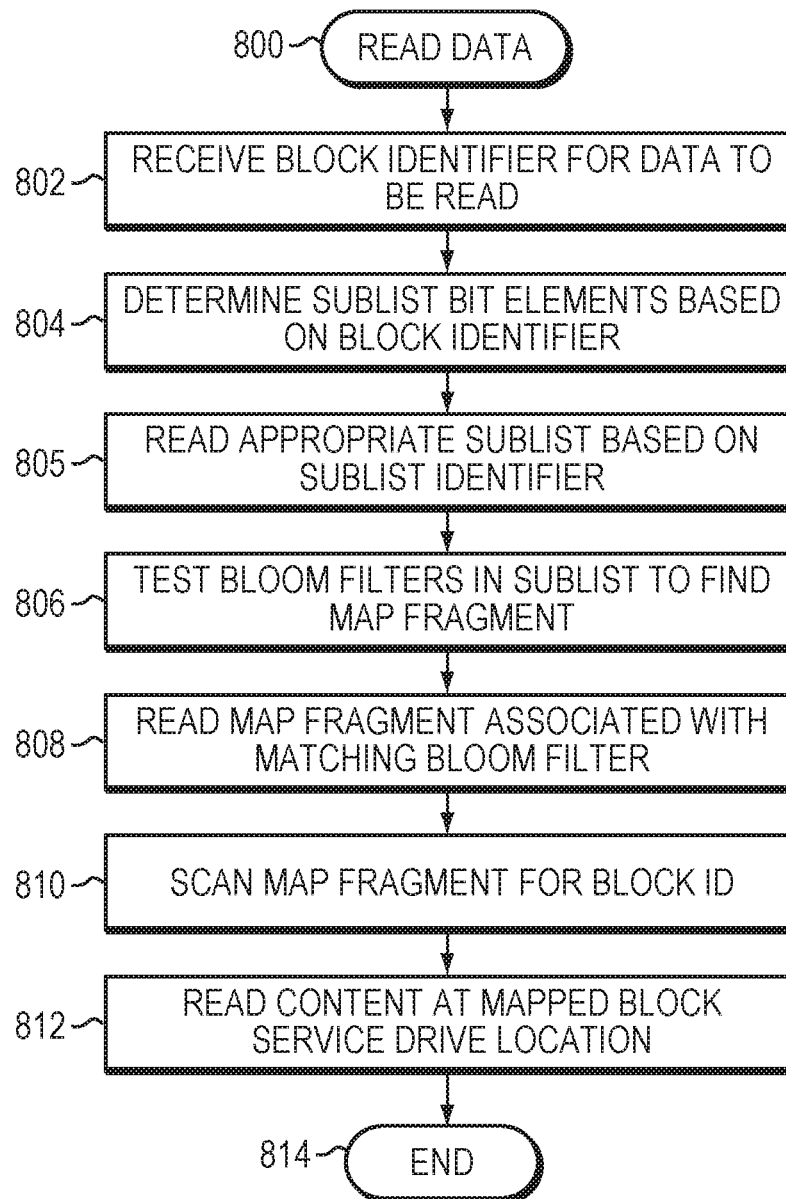 800 READ DATA
802 RECEIVE BLOCK IDENTIFIER FOR DATA TO
BE READ
804 DETERMINE SUBLIST BIT ELEMENTS BASED
ON BLOCK IDENTIFIER
805 READ APPROPRIATE SUBLIST BASED ON
SUBLIST IDENTIFIER
806 TEST BLOOM FILTERS IN SUBLIST TO FIND
MAP FRAGMENT
808 READ MAP FRAGMENT ASSOCIATED WITH
MATCHING BLOOM FILTER
810 SCAN MAP FRAGMENT FOR BLOCK ID
812 READ CONTENT AT MAPPED BLOCK
SERVICE DRIVE LOCATION
814 END